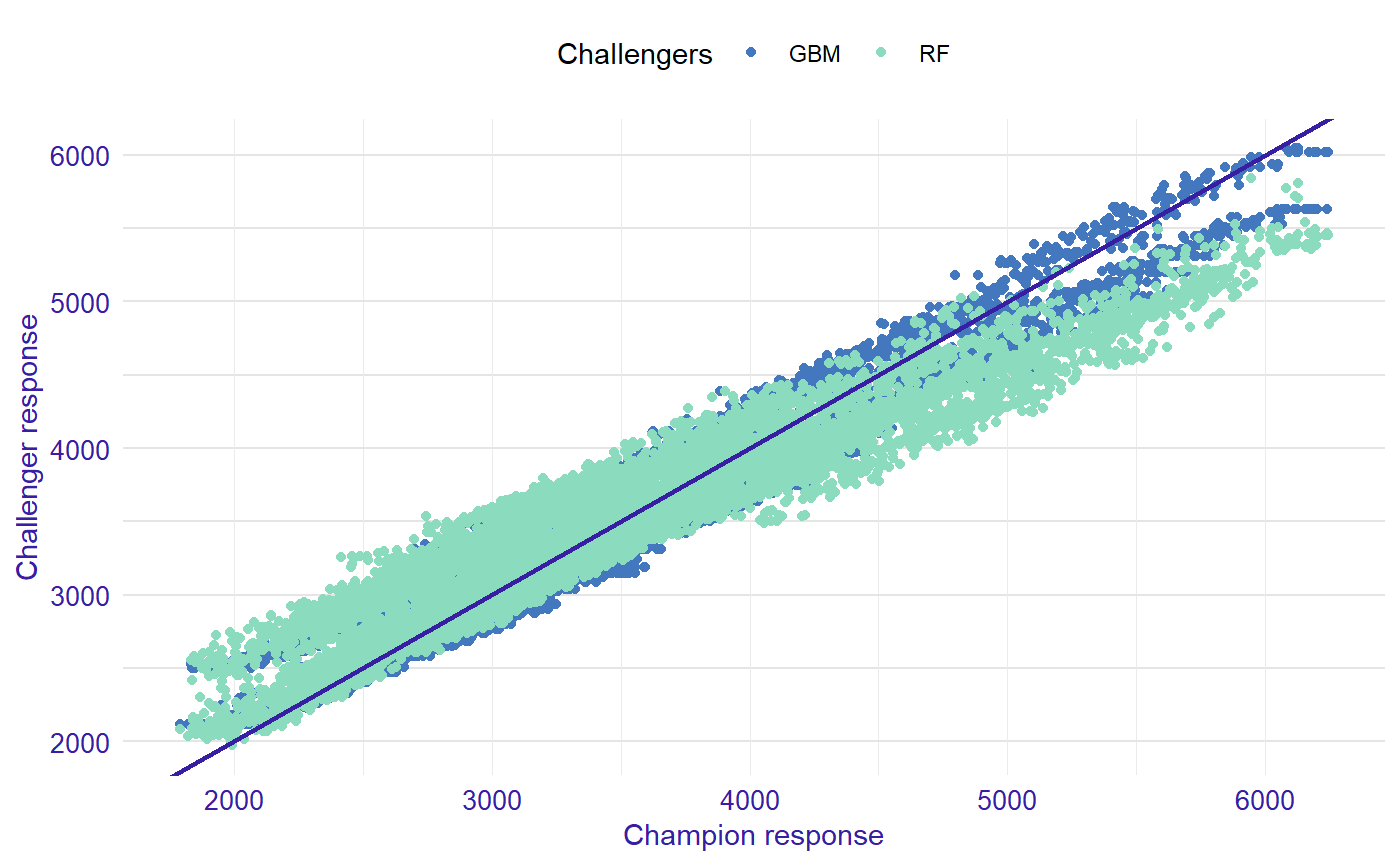 Challengers GBM RF
6000
5000
4000
3000
2000
Challenger response
2000 3000 4000 5000 6000
Champion response